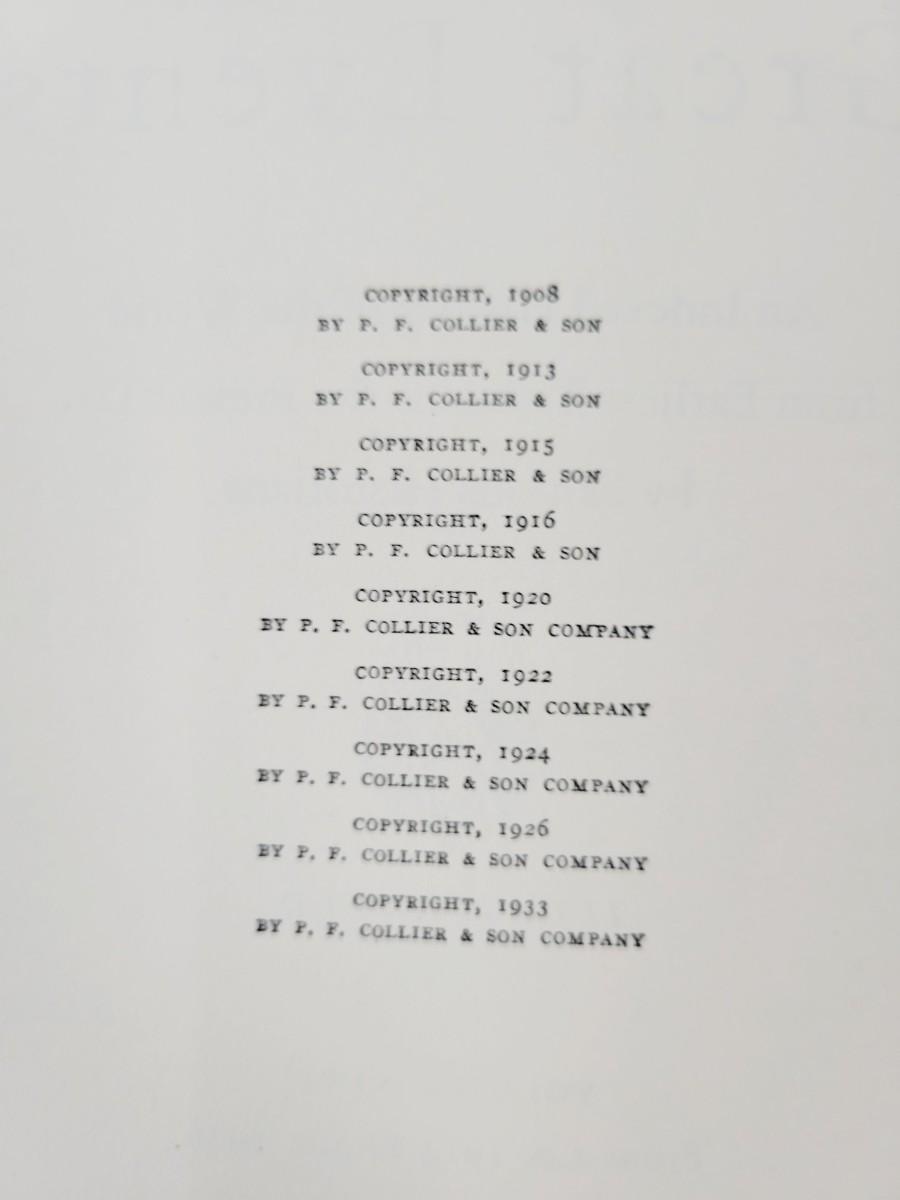 COPYRIGHT, 1908
BY P. F. COLLIER & SON
COPYRIGHT, 1913
BY P. F. COLLIER & SON
COPYRIGHT, 1915
BY P. F. COLLIER & SON
COPYRIGHT, 1916
BY P. F. COLLIER & SON
COPYRIGHT, 1920
BY P. F. COLLIER & SON COMPANY
COPYRIGHT, 1922
BY P. F. COLLIER & SON COMPANY
COPYRIGHT, 1924
BY P. F. COLLIER & SON COMPANY
COPYRIGHT, 1926
BY P. F. COLLIER & SON COMPANY
COPYRIGHT, 1933
BY P. F. COLLIER & SON COMPANY